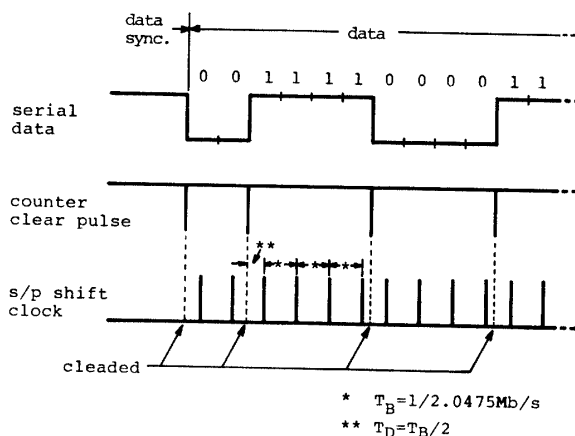 data
sync.
data
0 0 1 1 1 1 0 0 0 0 1 1
serial
data
counter
clear pulse
**
* * *
s/p shift
clock
cleaded
* T_B=1/2.0475Mb/s
** T_D=T_B/2